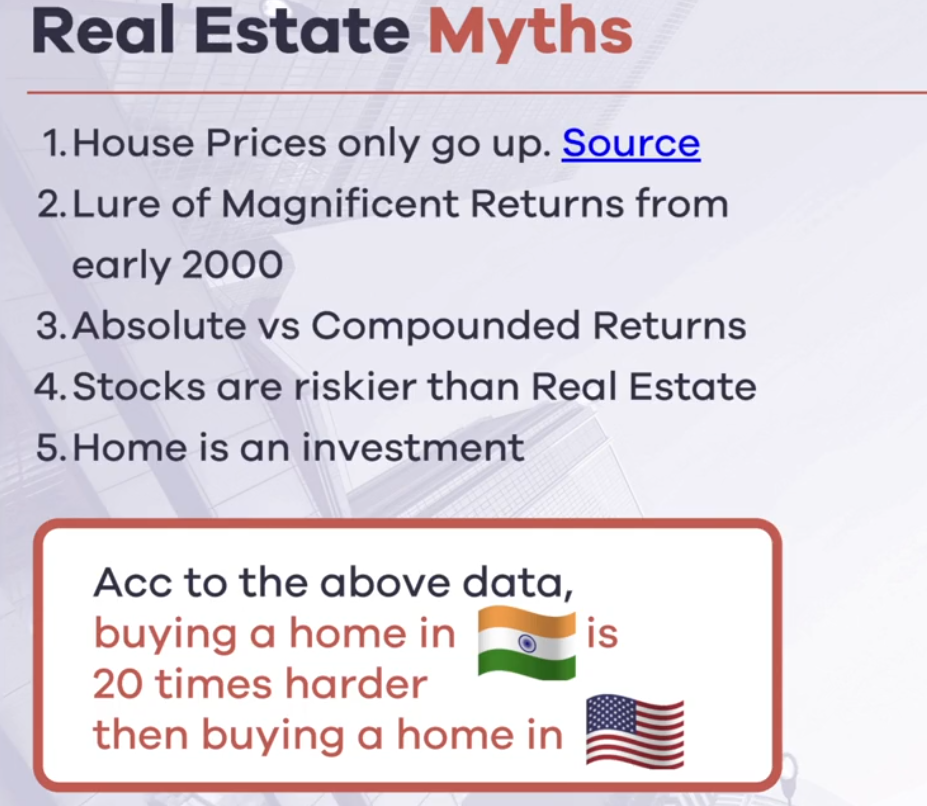 Real Estate Myths
1. House Prices only go up. Source
2. Lure of Magnificent Returns from
early 2000
3. Absolute vs Compounded Returns
4. Stocks are riskier than Real Estate
5. Home is an investment
Acc to the above data,
buying a home in 🇮🇳 is
20 times harder
then buying a home in 🇺🇸